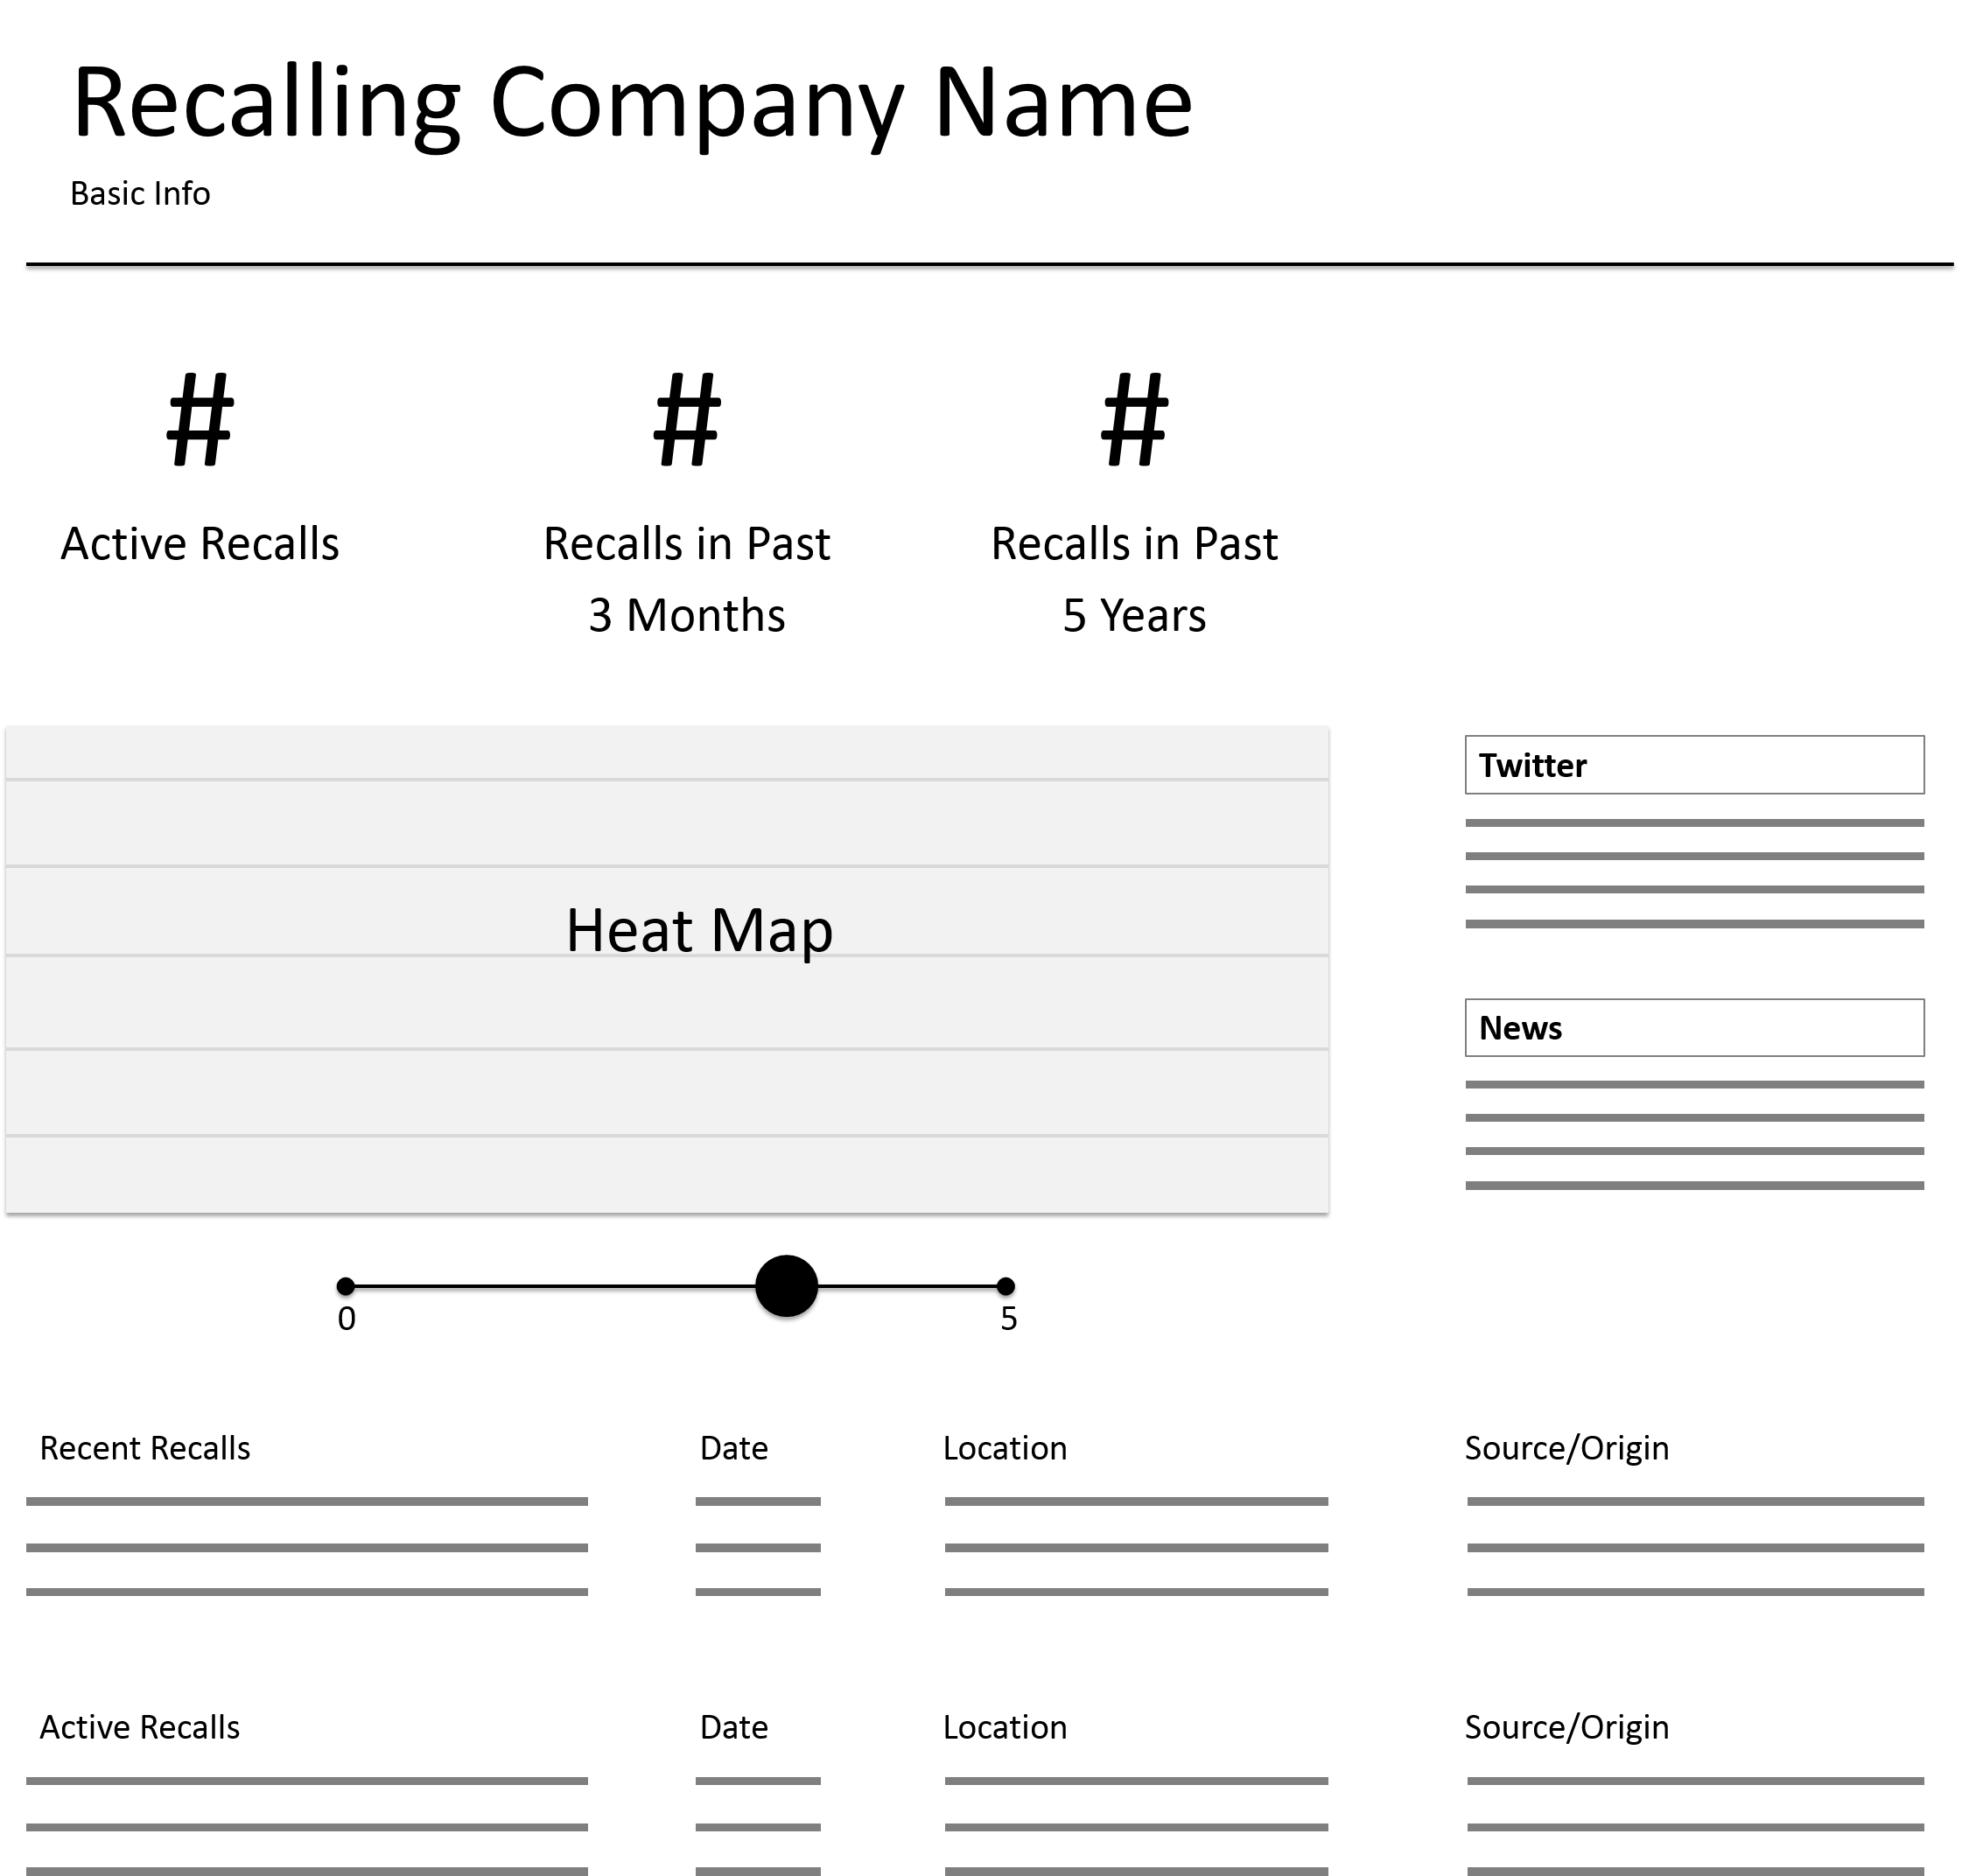 Recalling Company Name
Basic Info
# # #
Active Recalls Recalls in Past Recalls in Past
3 Months 5 Years
Twitter
Heat Map
News
0 5
Recent Recalls Date Location Source/Origin
Active Recalls Date Location Source/Origin